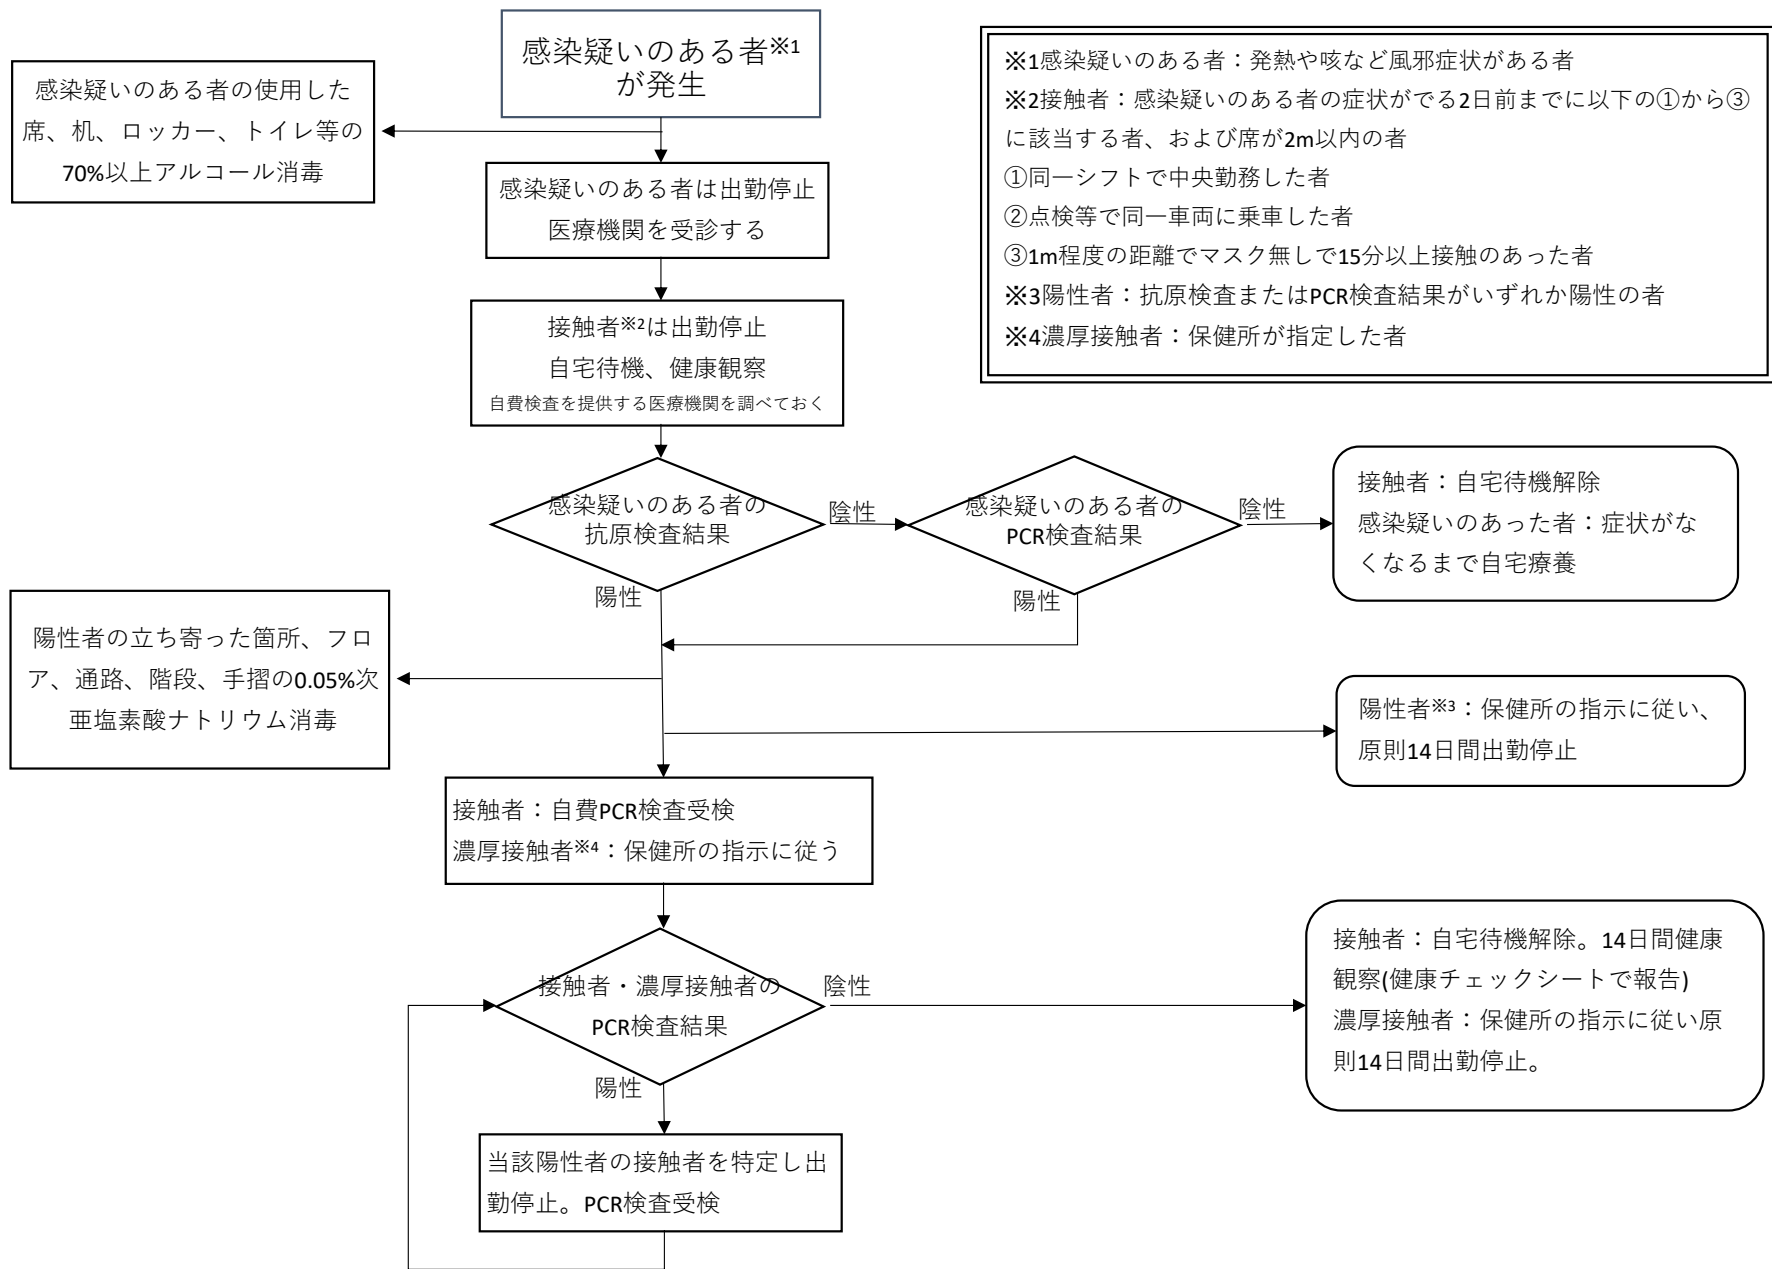 感染疑いのある者※1
が発生
感染疑いのある者の使用した
席、机、ロッカー、トイレ等の
70%以上アルコール消毒
※1感染疑いのある者：発熱や咳など風邪症状がある者
※2接触者：感染疑いのある者の症状がでる2日前までに以下の①から③
に該当する者、および席が2m以内の者
①同一シフトで中央勤務した者
②点検等で同一車両に乗車した者
③1m程度の距離でマスク無しで15分以上接触のあった者
※3陽性者：抗原検査またはPCR検査結果がいずれか陽性の者
※4濃厚接触者：保健所が指定した者
感染疑いのある者は出勤停止
医療機関を受診する
接触者※2は出勤停止
自宅待機、健康観察
自費検査を提供する医療機関を調べておく
感染疑いのある者の
抗原検査結果
陰性
感染疑いのある者の
PCR検査結果
陰性
接触者：自宅待機解除
感染疑いのあった者：症状がな
くなるまで自宅療養
陽性
陽性
陽性者の立ち寄った箇所、フロ
ア、通路、階段、手摺の0.05%次
亜塩素酸ナトリウム消毒
陽性者※3：保健所の指示に従い、
原則14日間出勤停止
接触者：自費PCR検査受検
濃厚接触者※4：保健所の指示に従う
接触者・濃厚接触者の
PCR検査結果
陰性
接触者：自宅待機解除。14日間健康
観察(健康チェックシートで報告)
濃厚接触者：保健所の指示に従い原
則14日間出勤停止。
陽性
当該陽性者の接触者を特定し出
勤停止。PCR検査受検